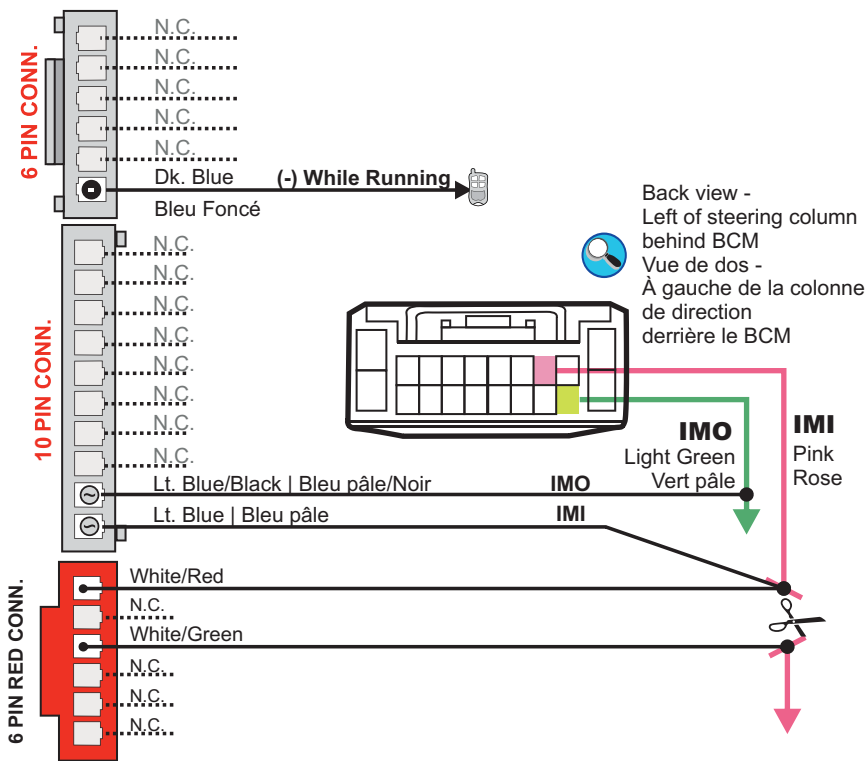 6 PIN CONN.
N.C.
N.C.
N.C.
N.C.
N.C.
Dk. Blue
(-) While Running
Bleu Foncé
Back view -
Left of steering column
behind BCM
Vue de dos -
À gauche de la colonne
de direction
derrière le BCM
10 PIN CONN.
N.C.
N.C.
N.C.
N.C.
N.C.
N.C.
N.C.
N.C.
Lt. Blue/Black | Bleu pâle/Noir
IMO
Lt. Blue | Bleu pâle
IMI
IMO
Light Green
Vert pâle
IMI
Pink
Rose
6 PIN RED CONN.
White/Red
N.C.
White/Green
N.C.
N.C.
N.C.